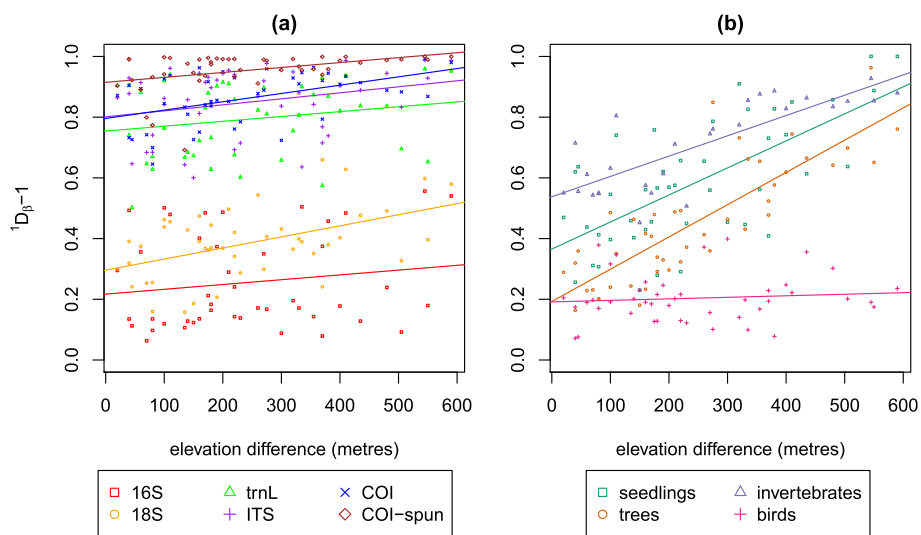 (a)
(b)
¹Dβ−1
0.0 0.2 0.4 0.6 0.8 1.0
0 100 200 300 400 500 600
elevation difference (metres)
0.0 0.2 0.4 0.6 0.8 1.0
0 100 200 300 400 500 600
elevation difference (metres)
16S trnL COI
18S ITS COI−spun
seedlings invertebrates
trees birds